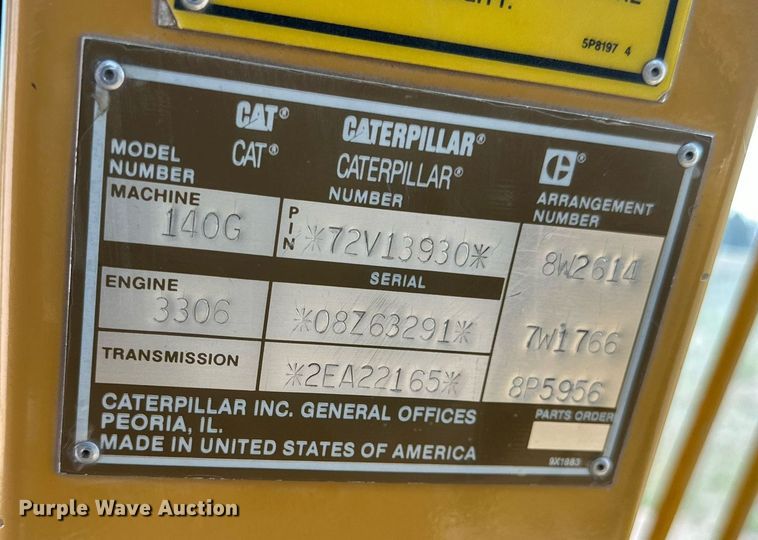 5P8197 4
CAT® CATERPILLAR®
MODEL NUMBER CAT® CATERPILLAR® NUMBER ARRANGEMENT NUMBER
MACHINE 140G PIN *72V13930* 8W2614
SERIAL
ENGINE 3306 *08Z63291* 7W1766
TRANSMISSION *2EA22165* 8P5956
CATERPILLAR INC. GENERAL OFFICES
PEORIA, IL.
MADE IN UNITED STATES OF AMERICA
PARTS ORDER
9X1883
Purple Wave Auction